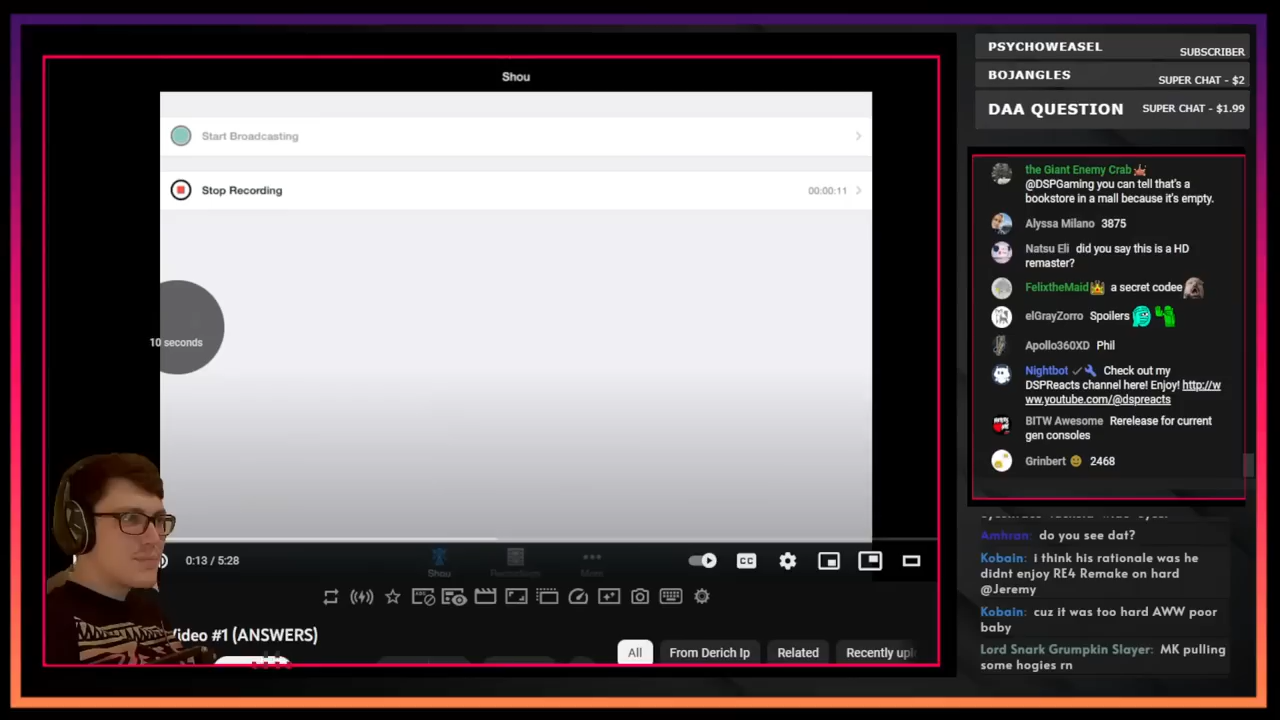 Shou
Start Broadcasting
Stop Recording
00:00:11
10 seconds
0:13 / 5:28
CC
Shou
Recordings
More
Video #1 (ANSWERS)
All
From Derich Ip
Related
Recently upl
PSYCHOWEASEL
SUBSCRIBER
BOJANGLES
SUPER CHAT - $2
DAA QUESTION
SUPER CHAT - $1.99
the Giant Enemy Crab
@DSPGaming you can tell that's a
bookstore in a mall because it's empty.
Alyssa Milano 3875
Natsu Eli did you say this is a HD
remaster?
FelixtheMaid a secret codee
elGrayZorro Spoilers
Apollo360XD Phil
Nightbot Check out my
DSPReacts channel here! Enjoy! http://w
ww.youtube.com/@dspreacts
BITW Awesome Rerelease for current
gen consoles
Grinbert 2468
Amhran: do you see dat?
Kobain: i think his rationale was he
didnt enjoy RE4 Remake on hard
@Jeremy
Kobain: cuz it was too hard AWW poor
baby
Lord Snark Grumpkin Slayer: MK pulling
some hogies rn